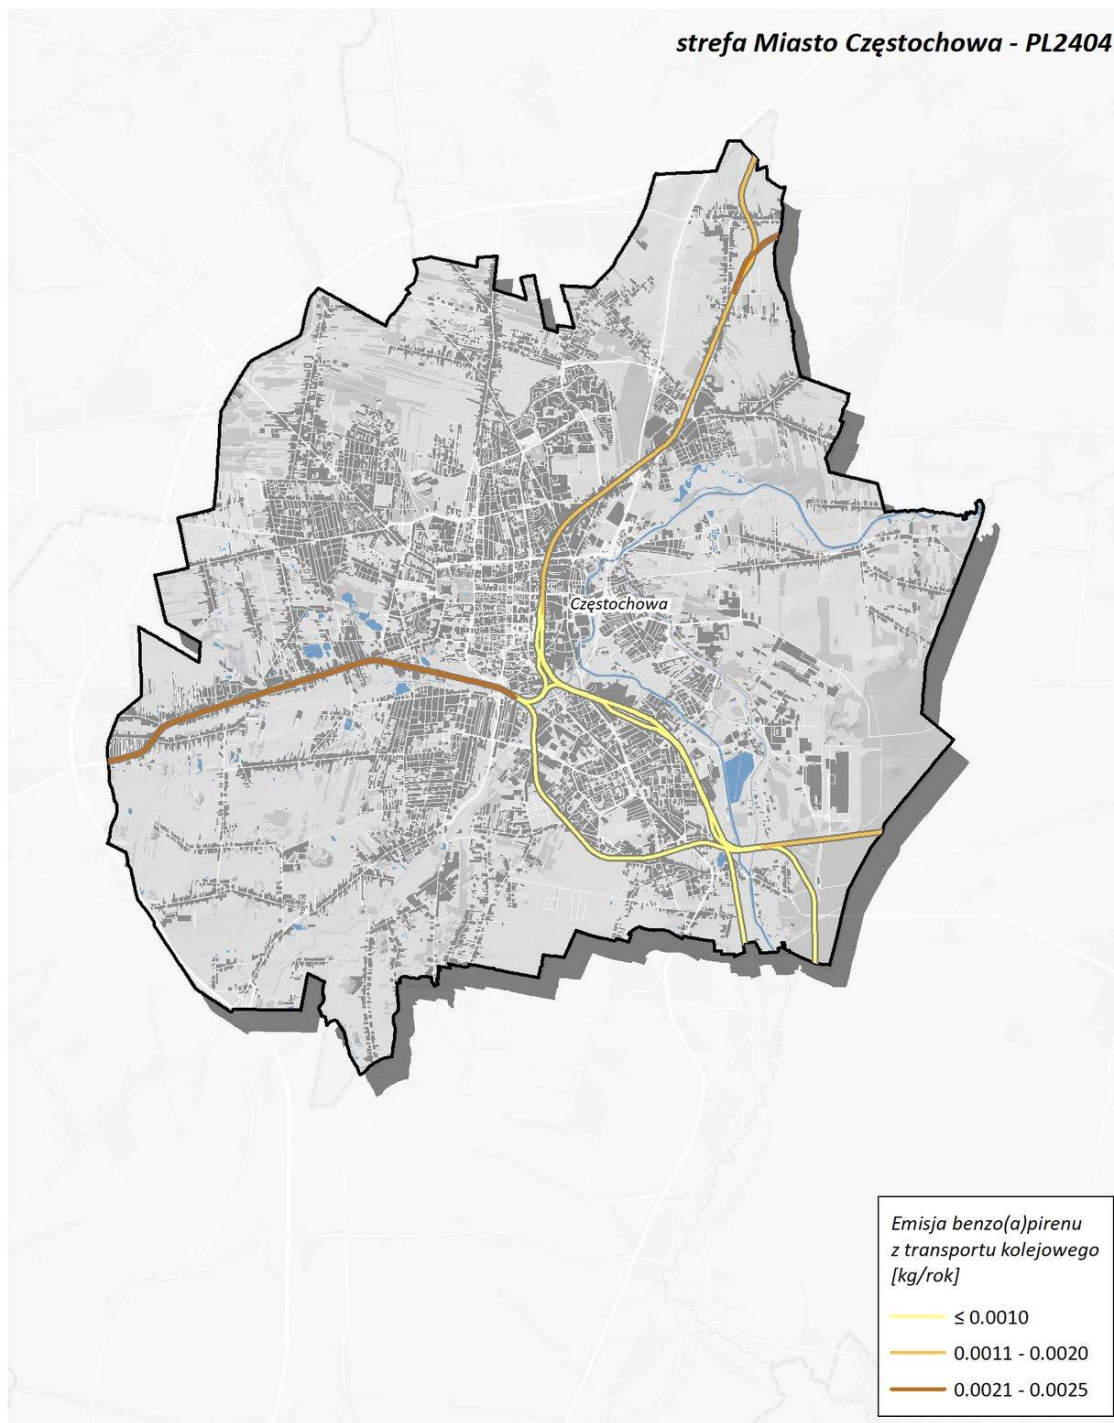 strefa Miasto Częstochowa - PL2404
Częstochowa
Emisja benzo(a)pirenu
z transportu kolejowego
[kg/rok]
≤ 0.0010
0.0011 - 0.0020
0.0021 - 0.0025